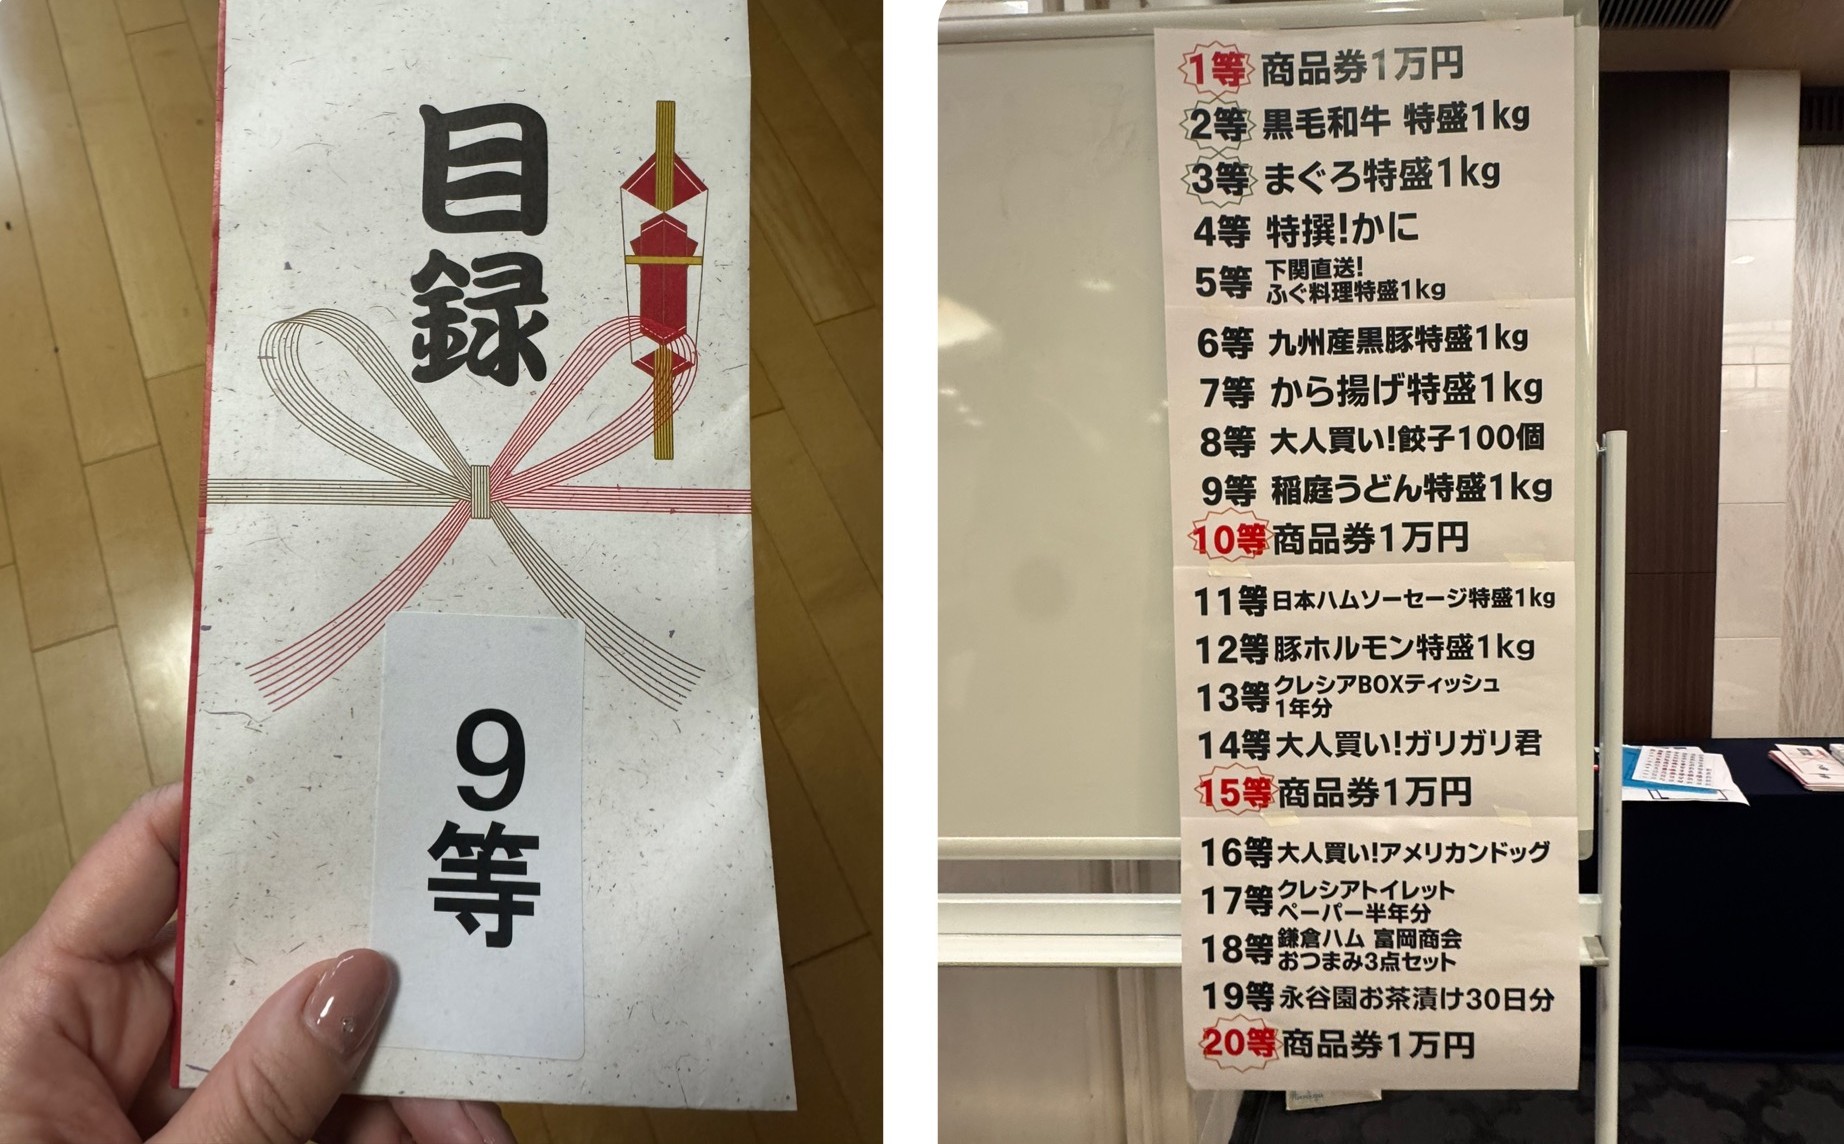 目録
9等
1等 商品券1万円
2等 黒毛和牛 特盛1kg
3等 まぐろ特盛1kg
4等 特撰!かに
5等 下関直送!
ふぐ料理特盛1kg
6等 九州産黒豚特盛1kg
7等 から揚げ特盛1kg
8等 大人買い!餃子100個
9等 稲庭うどん特盛1kg
10等 商品券1万円
11等 日本ハムソーセージ特盛1kg
12等 豚ホルモン特盛1kg
13等 クレシアBOXティッシュ
1年分
14等 大人買い!ガリガリ君
15等 商品券1万円
16等 大人買い!アメリカンドッグ
17等 クレシアトイレット
ペーパー半年分
18等 鎌倉ハム 富岡商会
おつまみ3点セット
19等 永谷園お茶漬け30日分
20等 商品券1万円